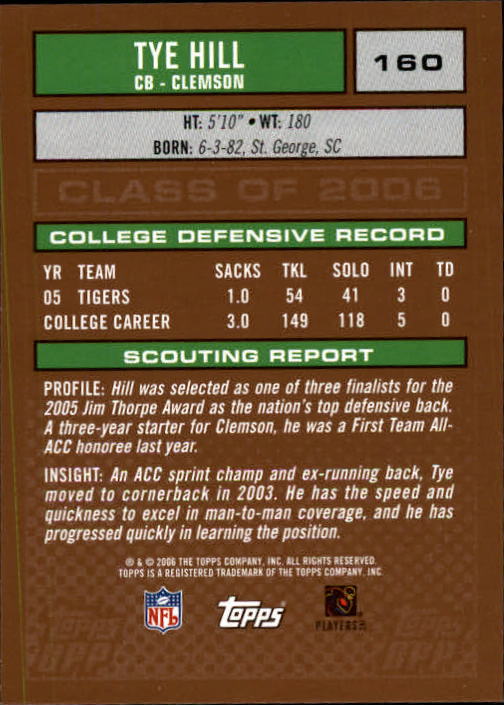 TYE HILL
CB - CLEMSON
160
HT: 5'10" • WT: 180
BORN: 6-3-82, St. George, SC
CLASS OF 2006
COLLEGE DEFENSIVE RECORD
YR TEAM SACKS TKL SOLO INT TD
05 TIGERS 1.0 54 41 3 0
COLLEGE CAREER 3.0 149 118 5 0
SCOUTING REPORT
PROFILE: Hill was selected as one of three finalists for the
2005 Jim Thorpe Award as the nation's top defensive back.
A three-year starter for Clemson, he was a First Team All-
ACC honoree last year.
INSIGHT: An ACC sprint champ and ex-running back, Tye
moved to cornerback in 2003. He has the speed and
quickness to excel in man-to-man coverage, and he has
progressed quickly in learning the position.
® & © 2006 THE TOPPS COMPANY, INC. ALL RIGHTS RESERVED.
TOPPS IS A REGISTERED TRADEMARK OF THE TOPPS COMPANY, INC.
NFL
Topps
PLAYERS